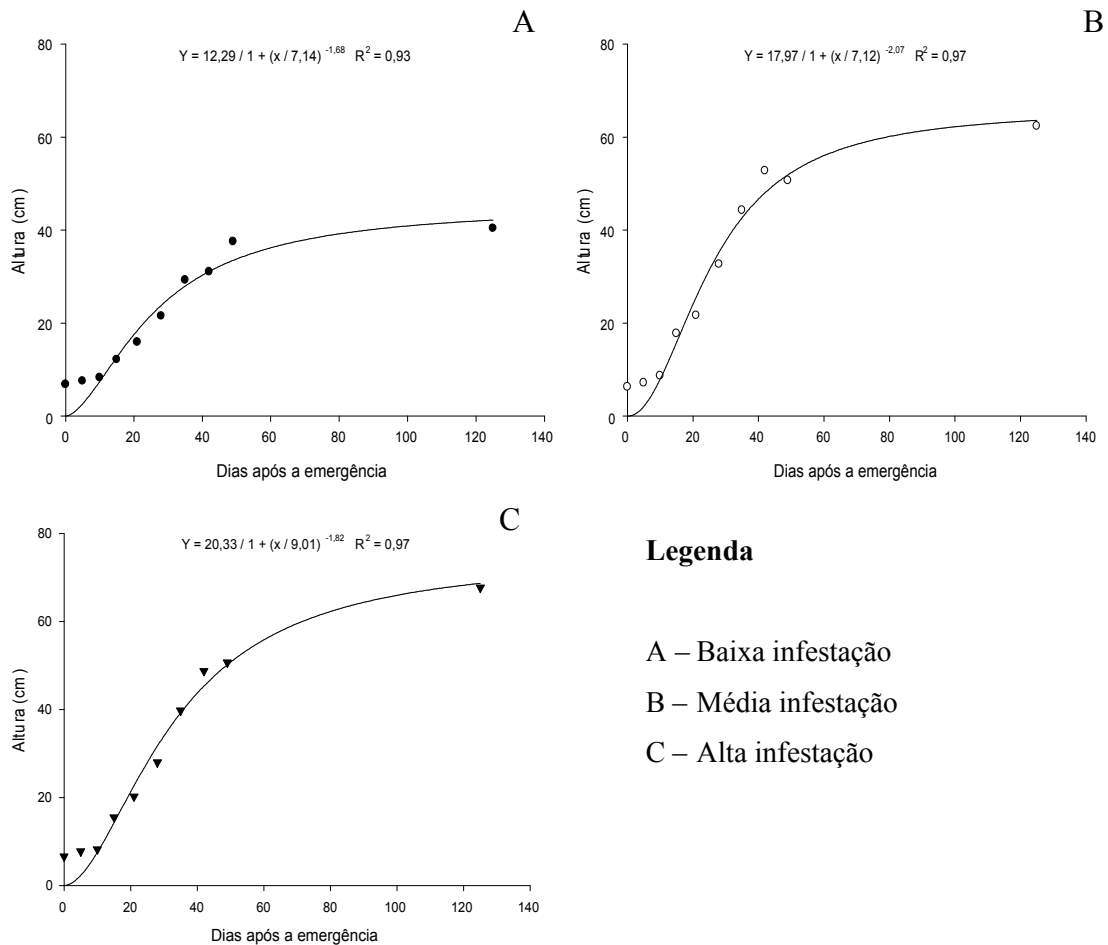 A
Y = 12,29 / 1 + (x / 7,14) -1,68 R2 = 0,93
80
60
40
20
0
Altura (cm)
0 20 40 60 80 100 120 140
Dias após a emergência
B
Y = 17,97 / 1 + (x / 7,12) -2,07 R2 = 0,97
80
60
40
20
0
Altura (cm)
0 20 40 60 80 100 120 140
Dias após a emergência
C
Y = 20,33 / 1 + (x / 9,01) -1,82 R2 = 0,97
80
60
40
20
0
Altura (cm)
0 20 40 60 80 100 120 140
Dias após a emergência
Legenda
A – Baixa infestação
B – Média infestação
C – Alta infestação